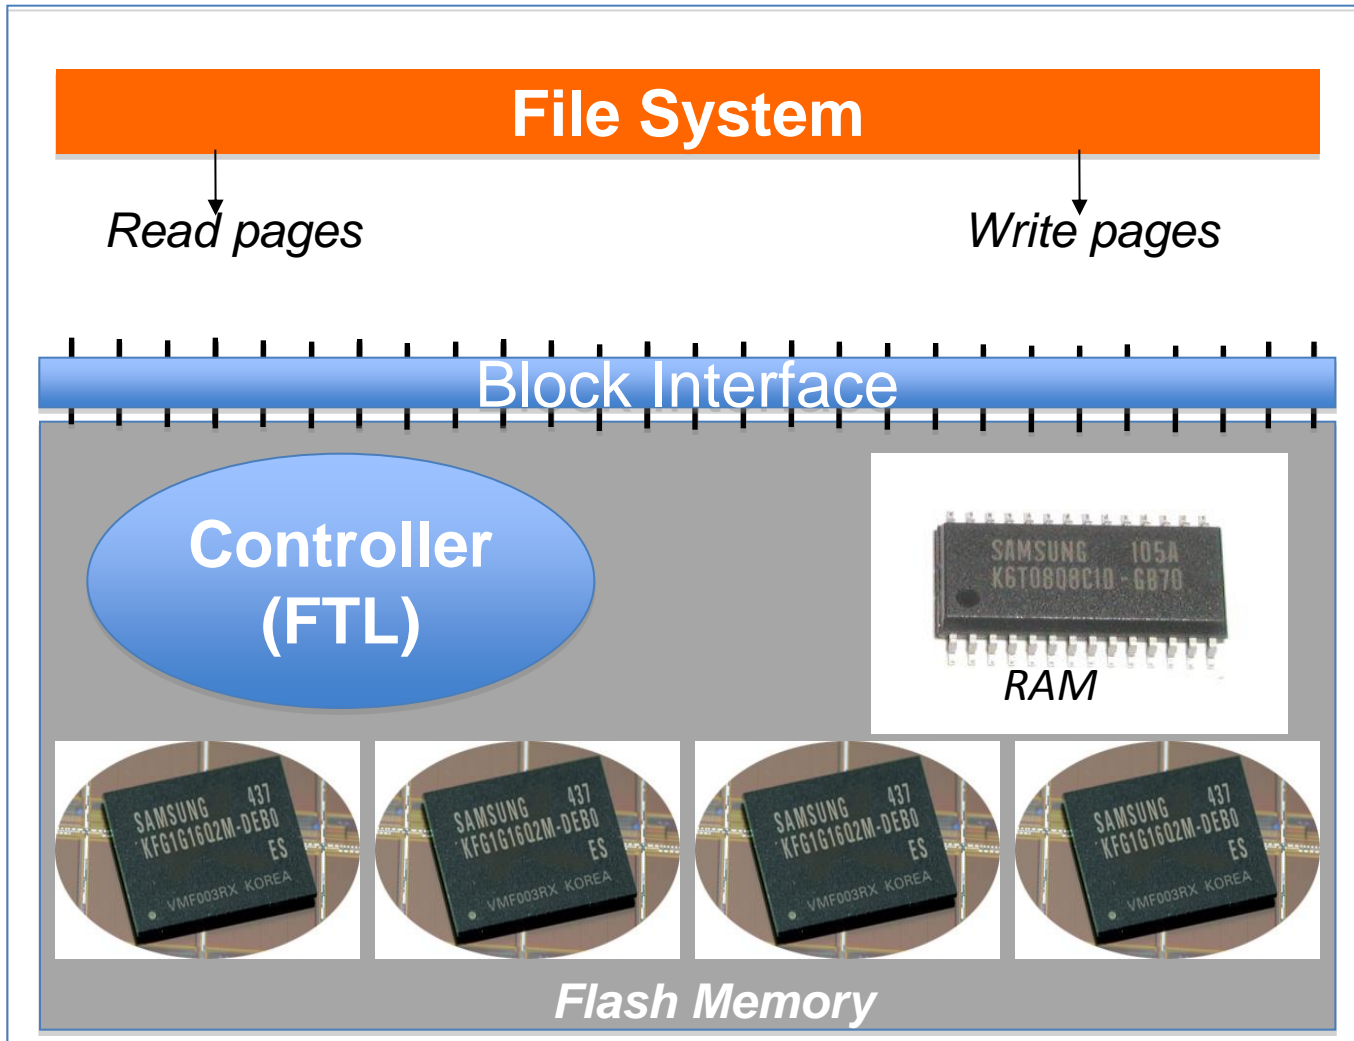 File System
Read pages
Write pages
Block Interface
Controller
(FTL)
SAMSUNG 105A
K6T0808C1D-GB70
RAM
SAMSUNG 437
KFG1G16Q2M-DEB0
ES
VMF003RX KOREA
SAMSUNG 437
KFG1G16Q2M-DEB0
ES
VMF003RX KOREA
SAMSUNG 437
KFG1G16Q2M-DEB0
ES
VMF003RX KOREA
SAMSUNG 437
KFG1G16Q2M-DEB0
ES
VMF003RX KOREA
Flash Memory